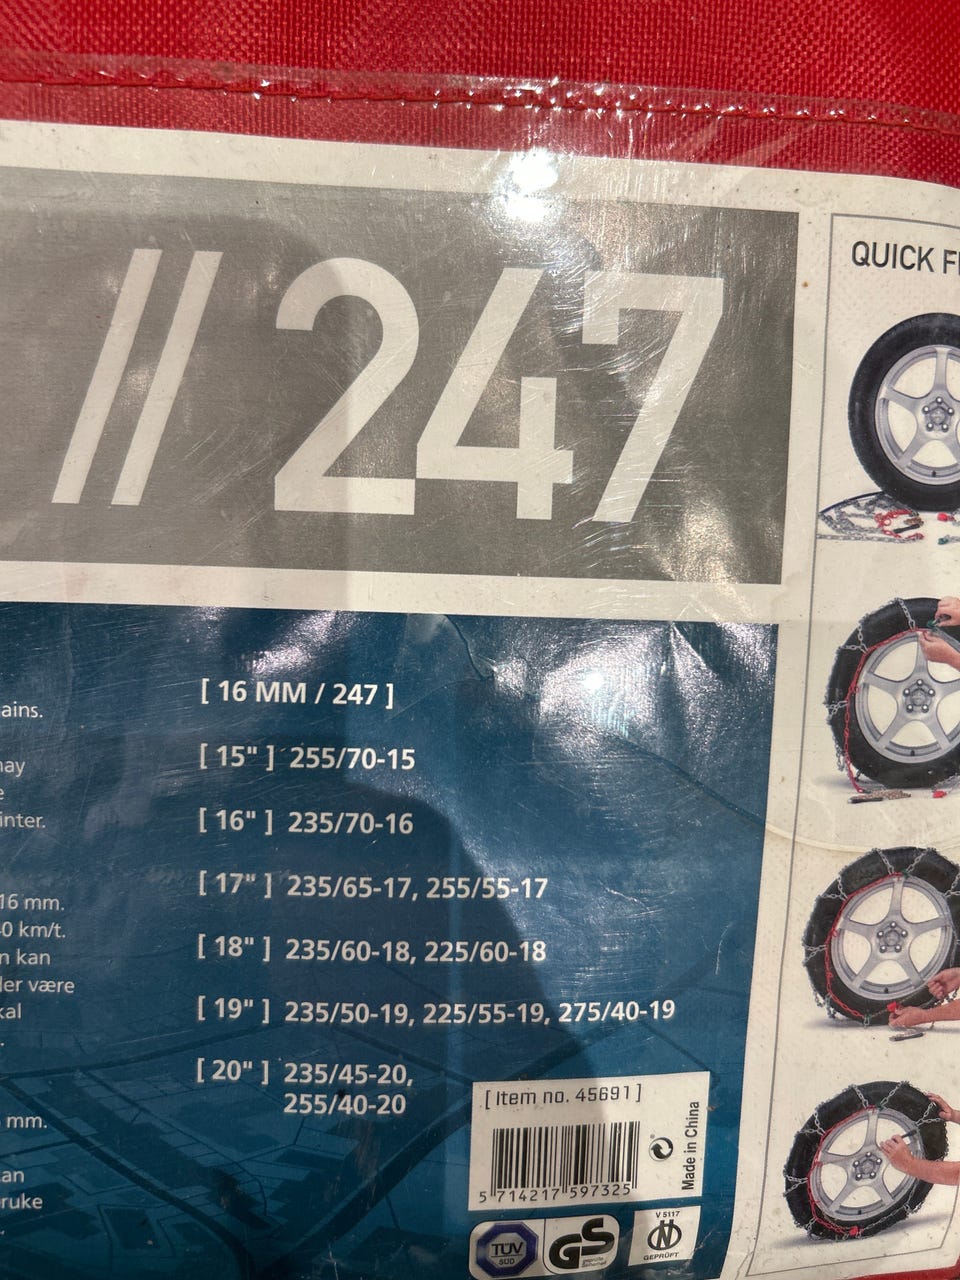 // 247
QUICK
ains.
nay
e
inter.
16 mm.
0 km/t.
n kan
ler være
kal
.
mm.
an
ruke
.
[ 16 MM / 247 ]
[ 15" ] 255/70-15
[ 16" ] 235/70-16
[ 17" ] 235/65-17, 255/55-17
[ 18" ] 235/60-18, 225/60-18
[ 19" ] 235/50-19, 225/55-19, 275/40-19
[ 20" ] 235/45-20,
255/40-20
[ Item no. 45691 ]
5 714217 597325
Made in China
TÜV
SÜD
GS
geprüfte
Sicherheit
V 5117
N
GEPRÜFT